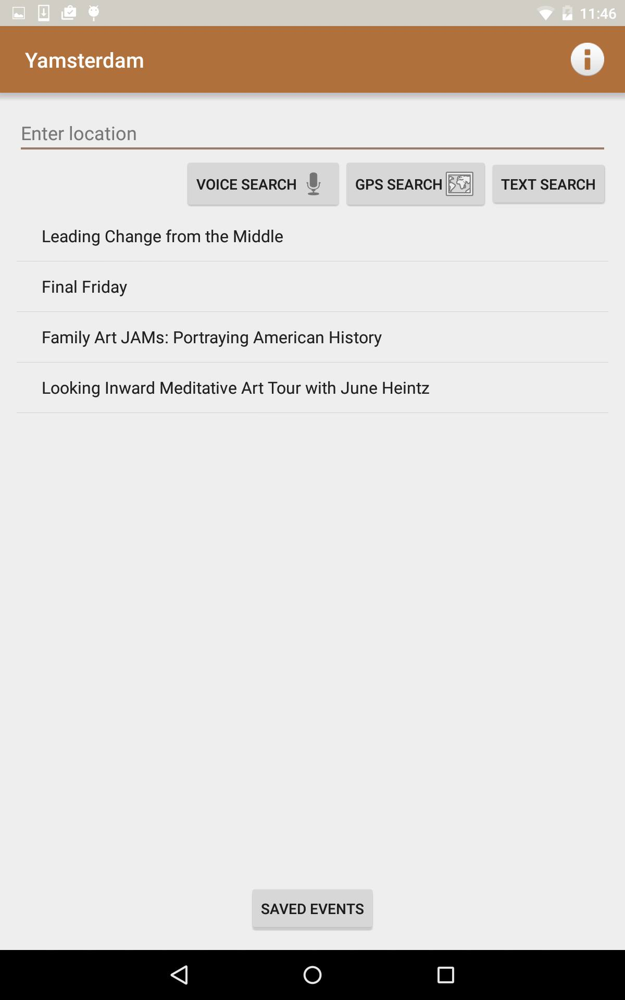 11:46
Yamsterdam
Enter location
VOICE SEARCH GPS SEARCH TEXT SEARCH
Leading Change from the Middle
Final Friday
Family Art JAMs: Portraying American History
Looking Inward Meditative Art Tour with June Heintz
SAVED EVENTS